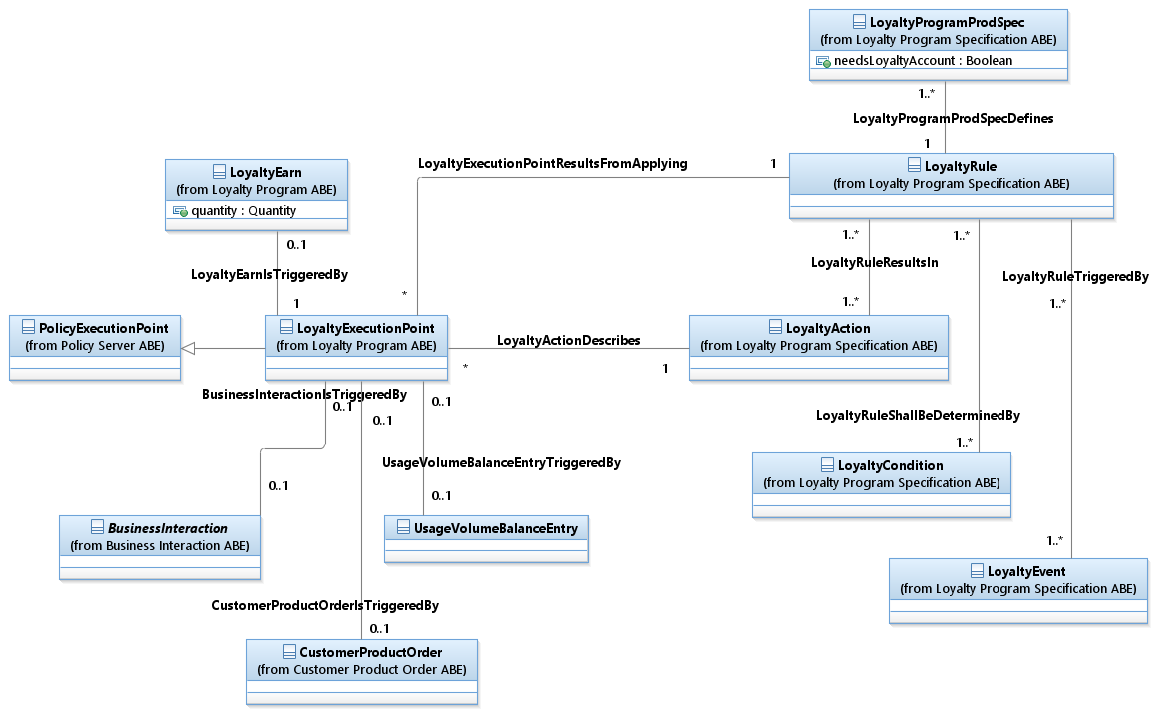 LoyaltyProgramProdSpec
(from Loyalty Program Specification ABE)
needsLoyaltyAccount : Boolean
1..*
LoyaltyProgramProdSpecDefines
1
LoyaltyExecutionPointResultsFromApplying
1
LoyaltyRule
(from Loyalty Program Specification ABE)
LoyaltyEarn
(from Loyalty Program ABE)
quantity : Quantity
0..1
LoyaltyEarnIsTriggeredBy
1
*
1..*
1..*
LoyaltyRuleResultsIn
LoyaltyRuleTriggeredBy
1..*
1..*
PolicyExecutionPoint
(from Policy Server ABE)
LoyaltyExecutionPoint
(from Loyalty Program ABE)
LoyaltyActionDescribes
*
1
LoyaltyAction
(from Loyalty Program Specification ABE)
BusinessInteractionIsTriggeredBy
0..1
0..1
0..1
LoyaltyRuleShallBeDeterminedBy
1..*
UsageVolumeBalanceEntryTriggeredBy
0..1
0..1
LoyaltyCondition
(from Loyalty Program Specification ABE)
BusinessInteraction
(from Business Interaction ABE)
UsageVolumeBalanceEntry
1..*
LoyaltyEvent
(from Loyalty Program Specification ABE)
CustomerProductOrderIsTriggeredBy
0..1
CustomerProductOrder
(from Customer Product Order ABE)